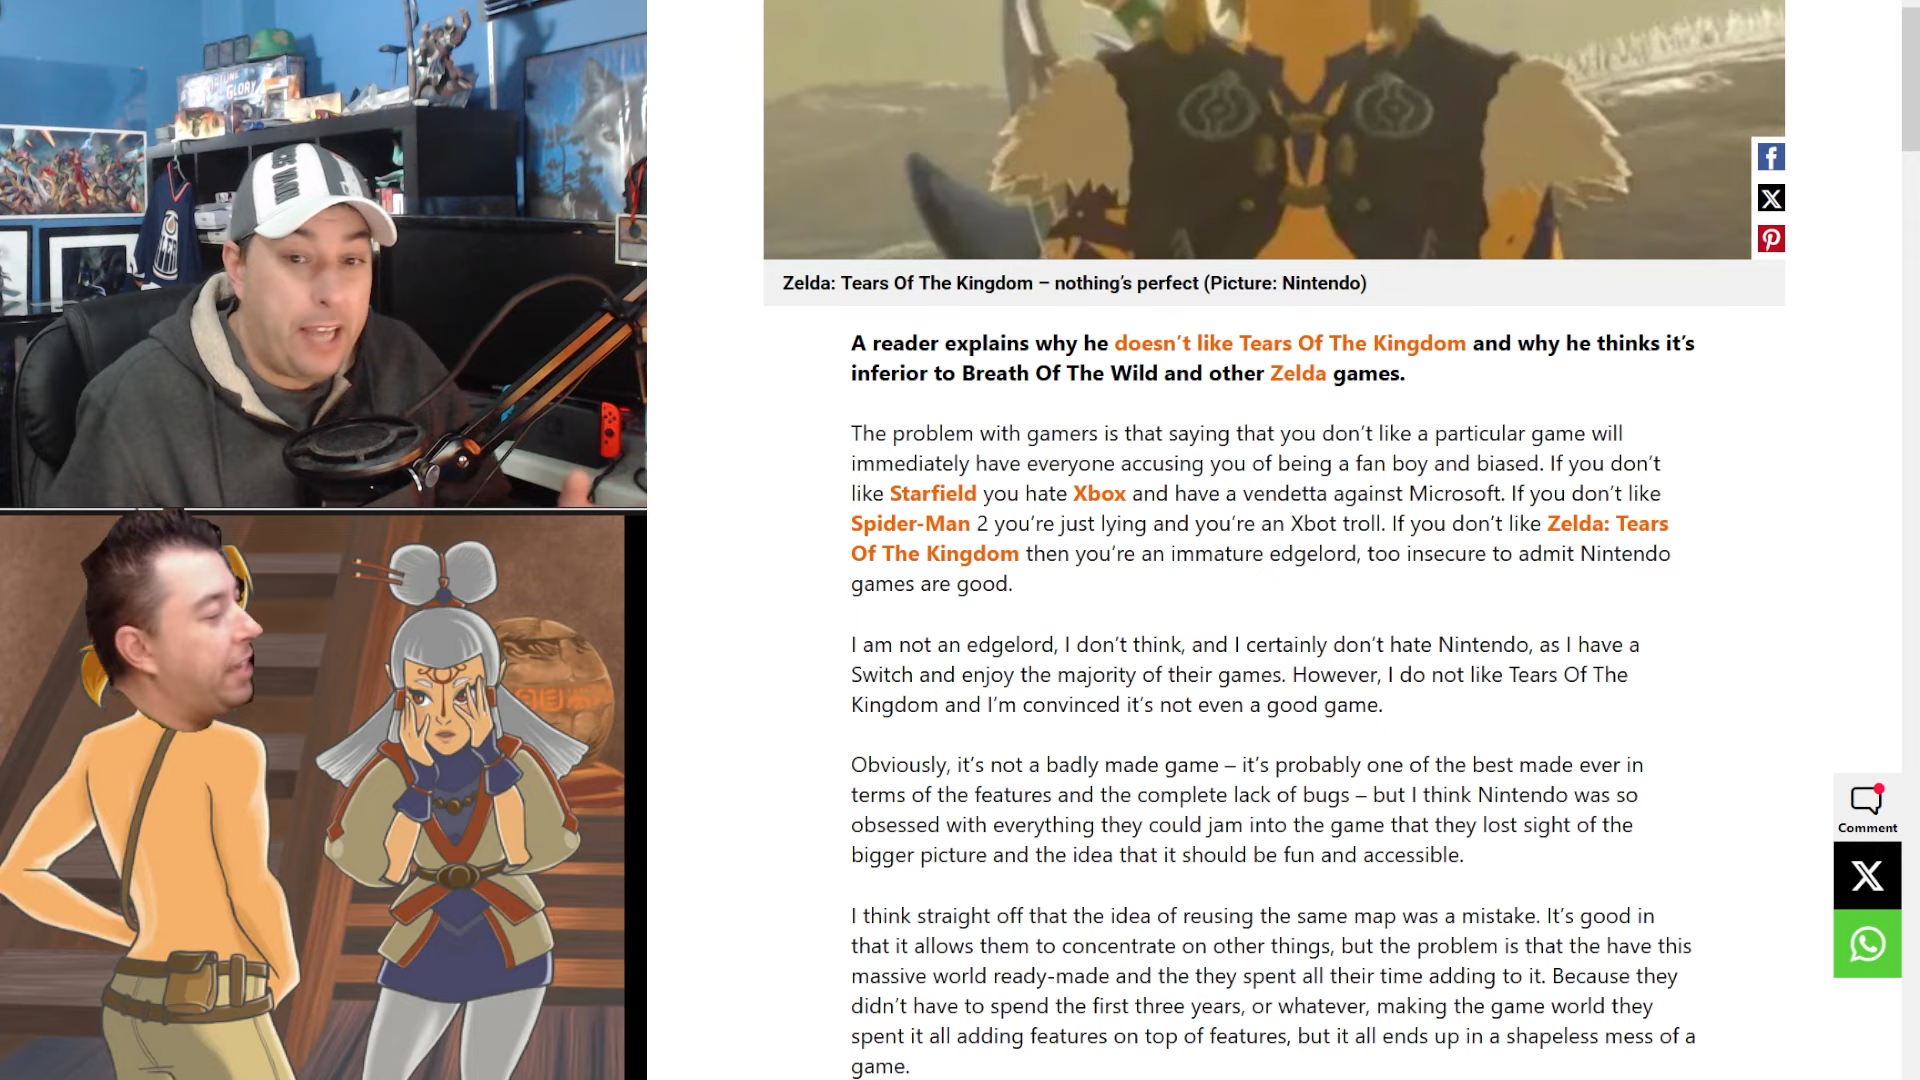 GLORY
Zelda: Tears Of The Kingdom – nothing’s perfect (Picture: Nintendo)
A reader explains why he doesn’t like Tears Of The Kingdom and why he thinks it’s
inferior to Breath Of The Wild and other Zelda games.
The problem with gamers is that saying that you don’t like a particular game will
immediately have everyone accusing you of being a fan boy and biased. If you don’t
like Starfield you hate Xbox and have a vendetta against Microsoft. If you don’t like
Spider-Man 2 you’re just lying and you’re an Xbot troll. If you don’t like Zelda: Tears
Of The Kingdom then you’re an immature edgelord, too insecure to admit Nintendo
games are good.
I am not an edgelord, I don’t think, and I certainly don’t hate Nintendo, as I have a
Switch and enjoy the majority of their games. However, I do not like Tears Of The
Kingdom and I’m convinced it’s not even a good game.
Obviously, it’s not a badly made game – it’s probably one of the best made ever in
terms of the features and the complete lack of bugs – but I think Nintendo was so
obsessed with everything they could jam into the game that they lost sight of the
bigger picture and the idea that it should be fun and accessible.
I think straight off that the idea of reusing the same map was a mistake. It’s good in
that it allows them to concentrate on other things, but the problem is that the have this
massive world ready-made and the they spent all their time adding to it. Because they
didn’t have to spend the first three years, or whatever, making the game world they
spent it all adding features on top of features, but it all ends up in a shapeless mess of a
game.
Comment